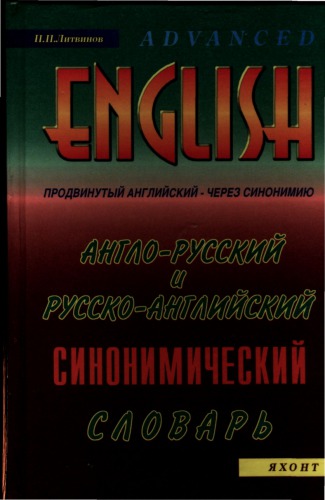 П.П.Литвинов
ADVANCED
ENGLISH
ПРОДВИНУТЫЙ АНГЛИЙСКИЙ - ЧЕРЕЗ СИНОНИМИЮ
АНГЛО-РУССКИЙ
и
РУССКО-АНГЛИЙСКИЙ
СИНОНИМИЧЕСКИЙ
СЛОВАРЬ
ЯХОНТ